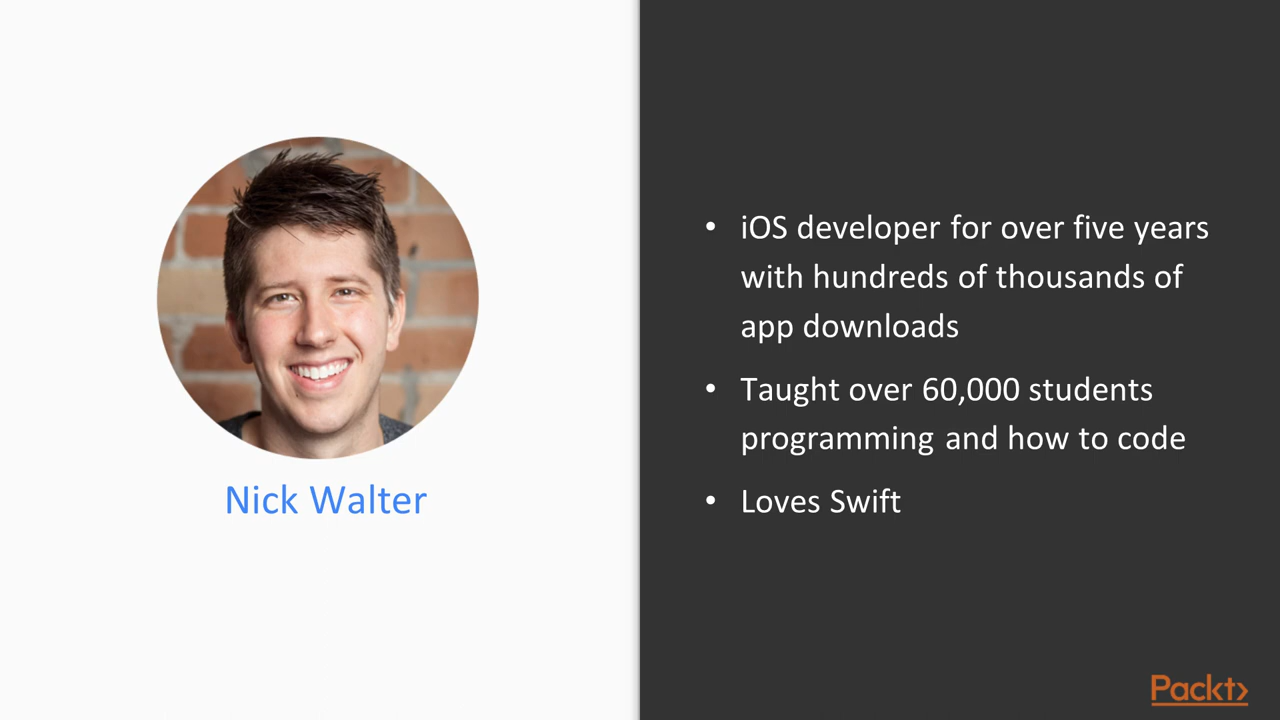 Nick Walter
• iOS developer for over five years
with hundreds of thousands of
app downloads
• Taught over 60,000 students
programming and how to code
• Loves Swift
Packt>